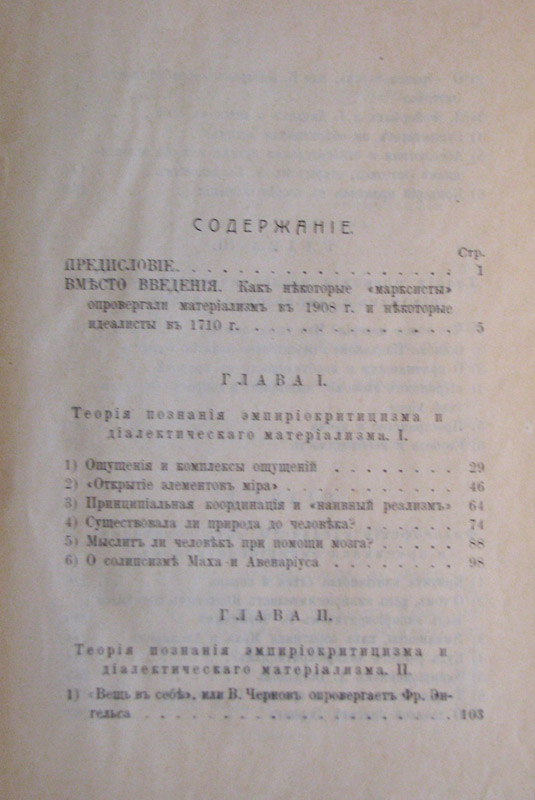 СОДЕРЖАНІЕ.
Стр.
ПРЕДИСЛОВІЕ. . . . . . . . . . . . . . . . 1
ВМѢСТО ВВЕДЕНІЯ. Какъ нѣкоторые «марксисты»
опровергали матеріализмъ въ 1908 г. и нѣкоторые
идеалисты въ 1710 г. . . . . . . . . . . . 5
ГЛАВА I.
Теорія познанія эмпиріокритицизма и
діалектическаго матеріализма. I.
1) Ощущенія и комплексы ощущеній . . . . . . . 29
2) «Открытіе элементовъ міра» . . . . . . . . . 46
3) Принципіальная координація и «наивный реализмъ» 64
4) Существовала ли природа до человѣка? . . . . . 74
5) Мыслитъ ли человѣкъ при помощи мозга? . . . . 88
6) О солипсизмѣ Маха и Авенаріуса . . . . . . . 98
ГЛАВА II.
Теорія познанія эмпиріокритицизма и
діалектическаго матеріализма. II.
1) «Вещь въ себѣ», или В. Черновъ опровергаетъ Фр. Эн-
гельса . . . . . . . . . . . . . . . . . 103